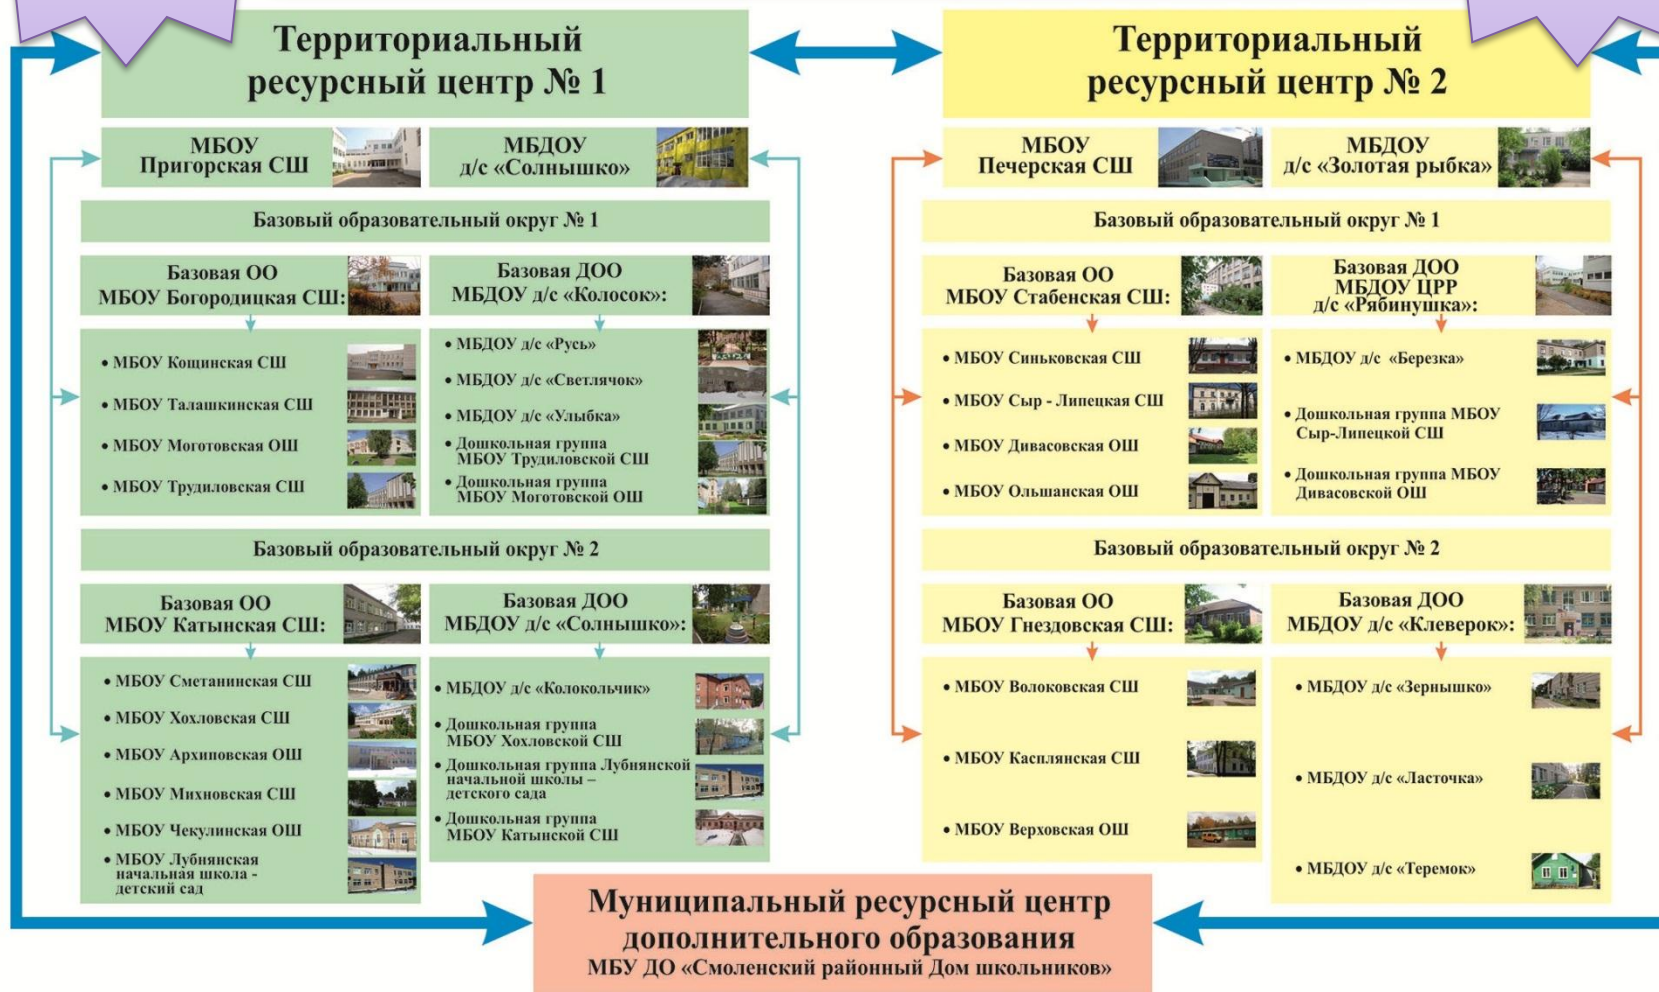 Территориальный
ресурсный центр № 1
МБОУ
Пригорская СШ
МБДОУ
д/с «Солнышко»
Базовый образовательный округ № 1
Базовая ОО
МБОУ Богородицкая СШ:
Базовая ДОО
МБДОУ д/с «Колосок»:
• МБОУ Кощинская СШ
• МБОУ Талашкинская СШ
• МБОУ Моготовская ОШ
• МБОУ Трудиловская СШ
• МБДОУ д/с «Русь»
• МБДОУ д/с «Светлячок»
• МБДОУ д/с «Улыбка»
• Дошкольная группа
МБОУ Трудиловской СШ
• Дошкольная группа
МБОУ Моготовской ОШ
Базовый образовательный округ № 2
Базовая ОО
МБОУ Катынская СШ:
Базовая ДОО
МБДОУ д/с «Солнышко»:
• МБОУ Сметанинская СШ
• МБОУ Хохловская СШ
• МБОУ Архиповская ОШ
• МБОУ Михновская СШ
• МБОУ Чекулинская ОШ
• МБОУ Лубнянская
начальная школа -
детский сад
• МБДОУ д/с «Колокольчик»
• Дошкольная группа
МБОУ Хохловской СШ
• Дошкольная группа Лубнянской
начальной школы –
детского сада
• Дошкольная группа
МБОУ Катынской СШ
Территориальный
ресурсный центр № 2
МБОУ
Печерская СШ
МБДОУ
д/с «Золотая рыбка»
Базовый образовательный округ № 1
Базовая ОО
МБОУ Стабенская СШ:
Базовая ДОО
МБДОУ ЦРР
д/с «Рябинушка»:
• МБОУ Синьковская СШ
• МБОУ Сыр - Липецкая СШ
• МБОУ Дивасовская ОШ
• МБОУ Ольшанская ОШ
• МБДОУ д/с «Березка»
• Дошкольная группа МБОУ
Сыр-Липецкой СШ
• Дошкольная группа МБОУ
Дивасовской ОШ
Базовый образовательный округ № 2
Базовая ОО
МБОУ Гнездовская СШ:
Базовая ДОО
МБДОУ д/с «Клеверок»:
• МБОУ Волоковская СШ
• МБОУ Касплянская СШ
• МБОУ Верховская ОШ
• МБДОУ д/с «Зернышко»
• МБДОУ д/с «Ласточка»
• МБДОУ д/с «Теремок»
Муниципальный ресурсный центр
дополнительного образования
МБУ ДО «Смоленский районный Дом школьников»